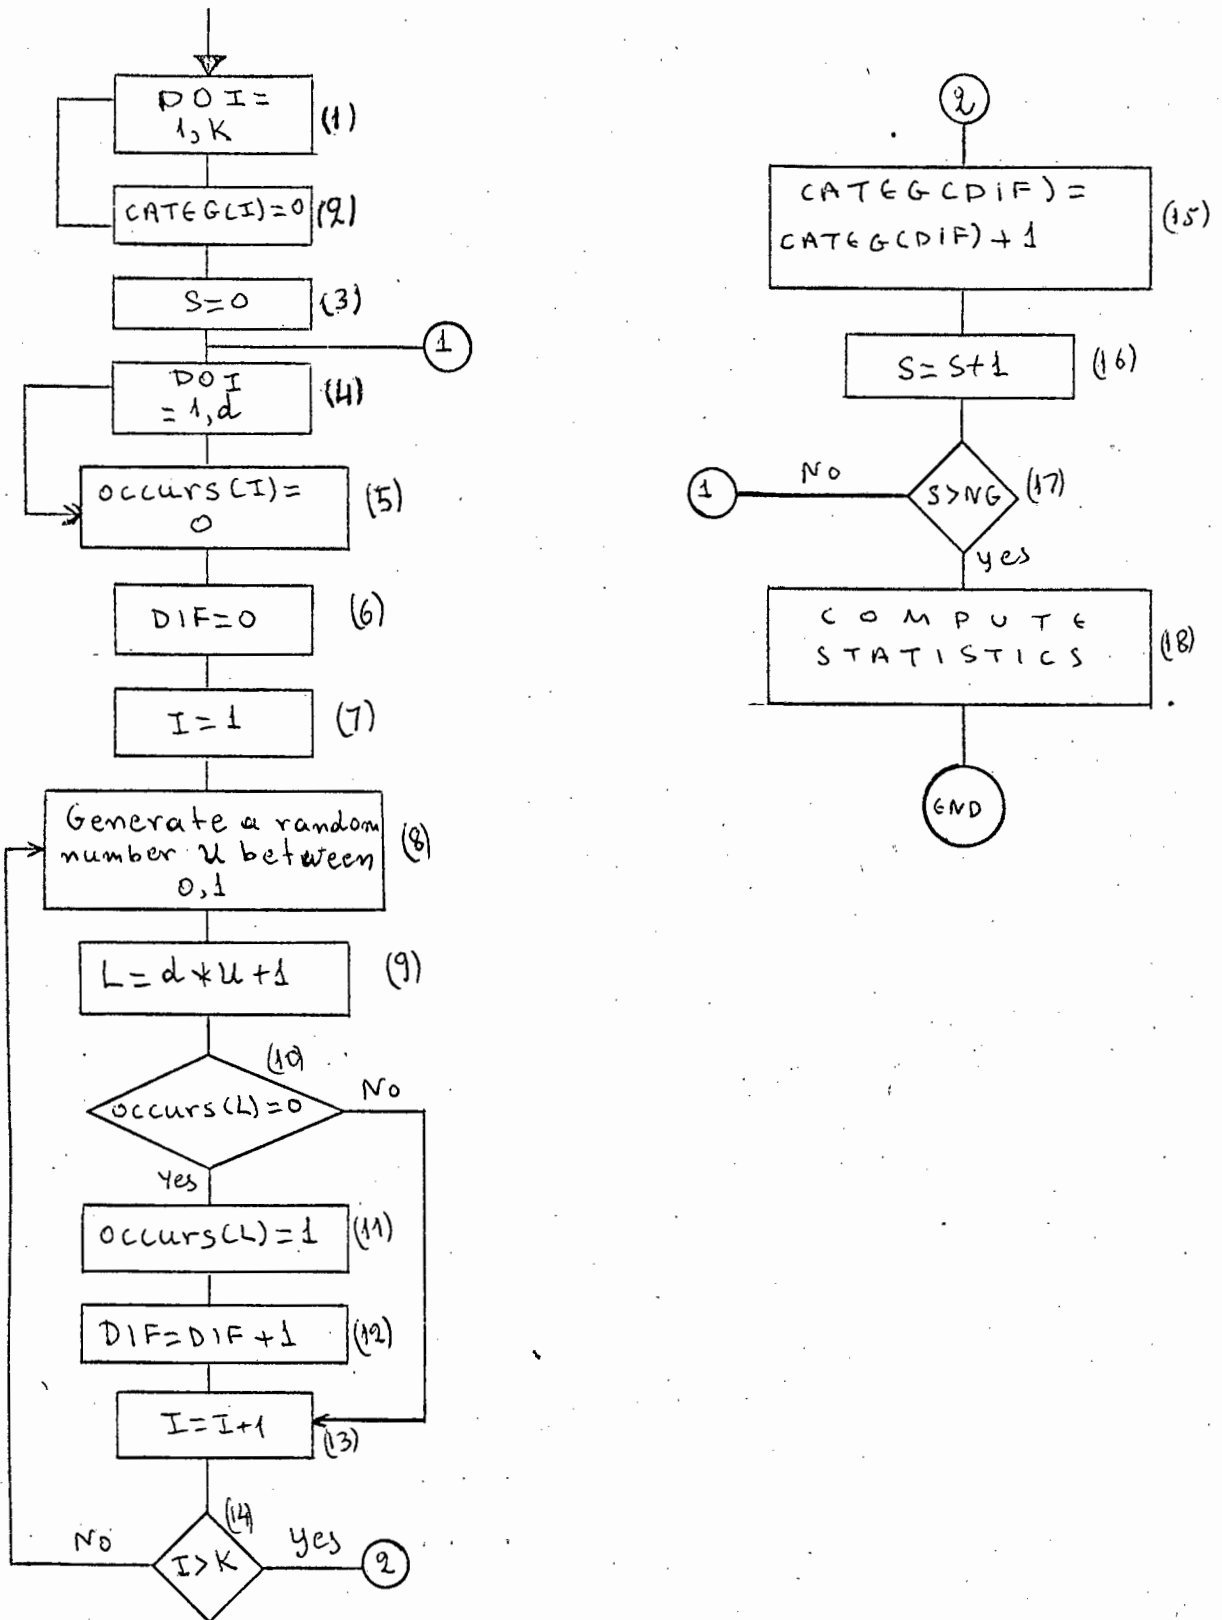 DO I =
1, K
(1)
CATEG(I)=0
(2)
S=0
(3)
1
DO I
= 1, d
(4)
occurs(I)=
0
(5)
DIF=0
(6)
I=1
(7)
Generate a random
number u between
0,1
(8)
L=d*u+1
(9)
(10)
occurs(L)=0
No
Yes
occurs(L)=1
(11)
DIF=DIF+1
(12)
I=I+1
(13)
(14)
I>K
No
Yes
2
2
CATEG(DIF)=
CATEG(DIF)+1
(15)
S=S+1
(16)
1
No
S>NG
(17)
yes
COMPUTE
STATISTICS
(18)
END